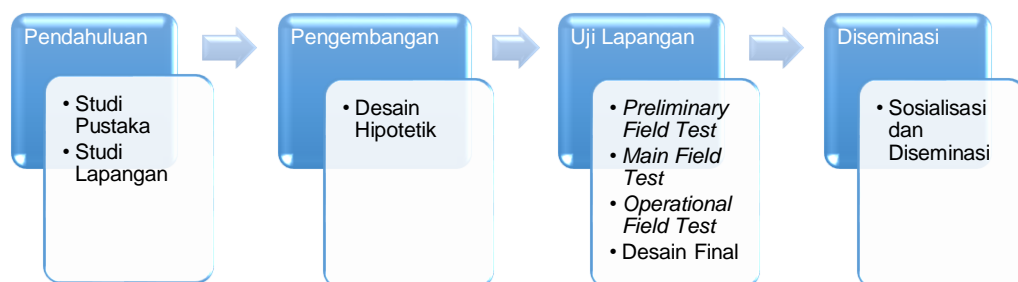 Pendahuluan
• Studi
Pustaka
• Studi
Lapangan
Pengembangan
• Desain
Hipotetik
Uji Lapangan
• Preliminary
Field Test
• Main Field
Test
• Operational
Field Test
• Desain Final
Diseminasi
• Sosialisasi
dan
Diseminasi